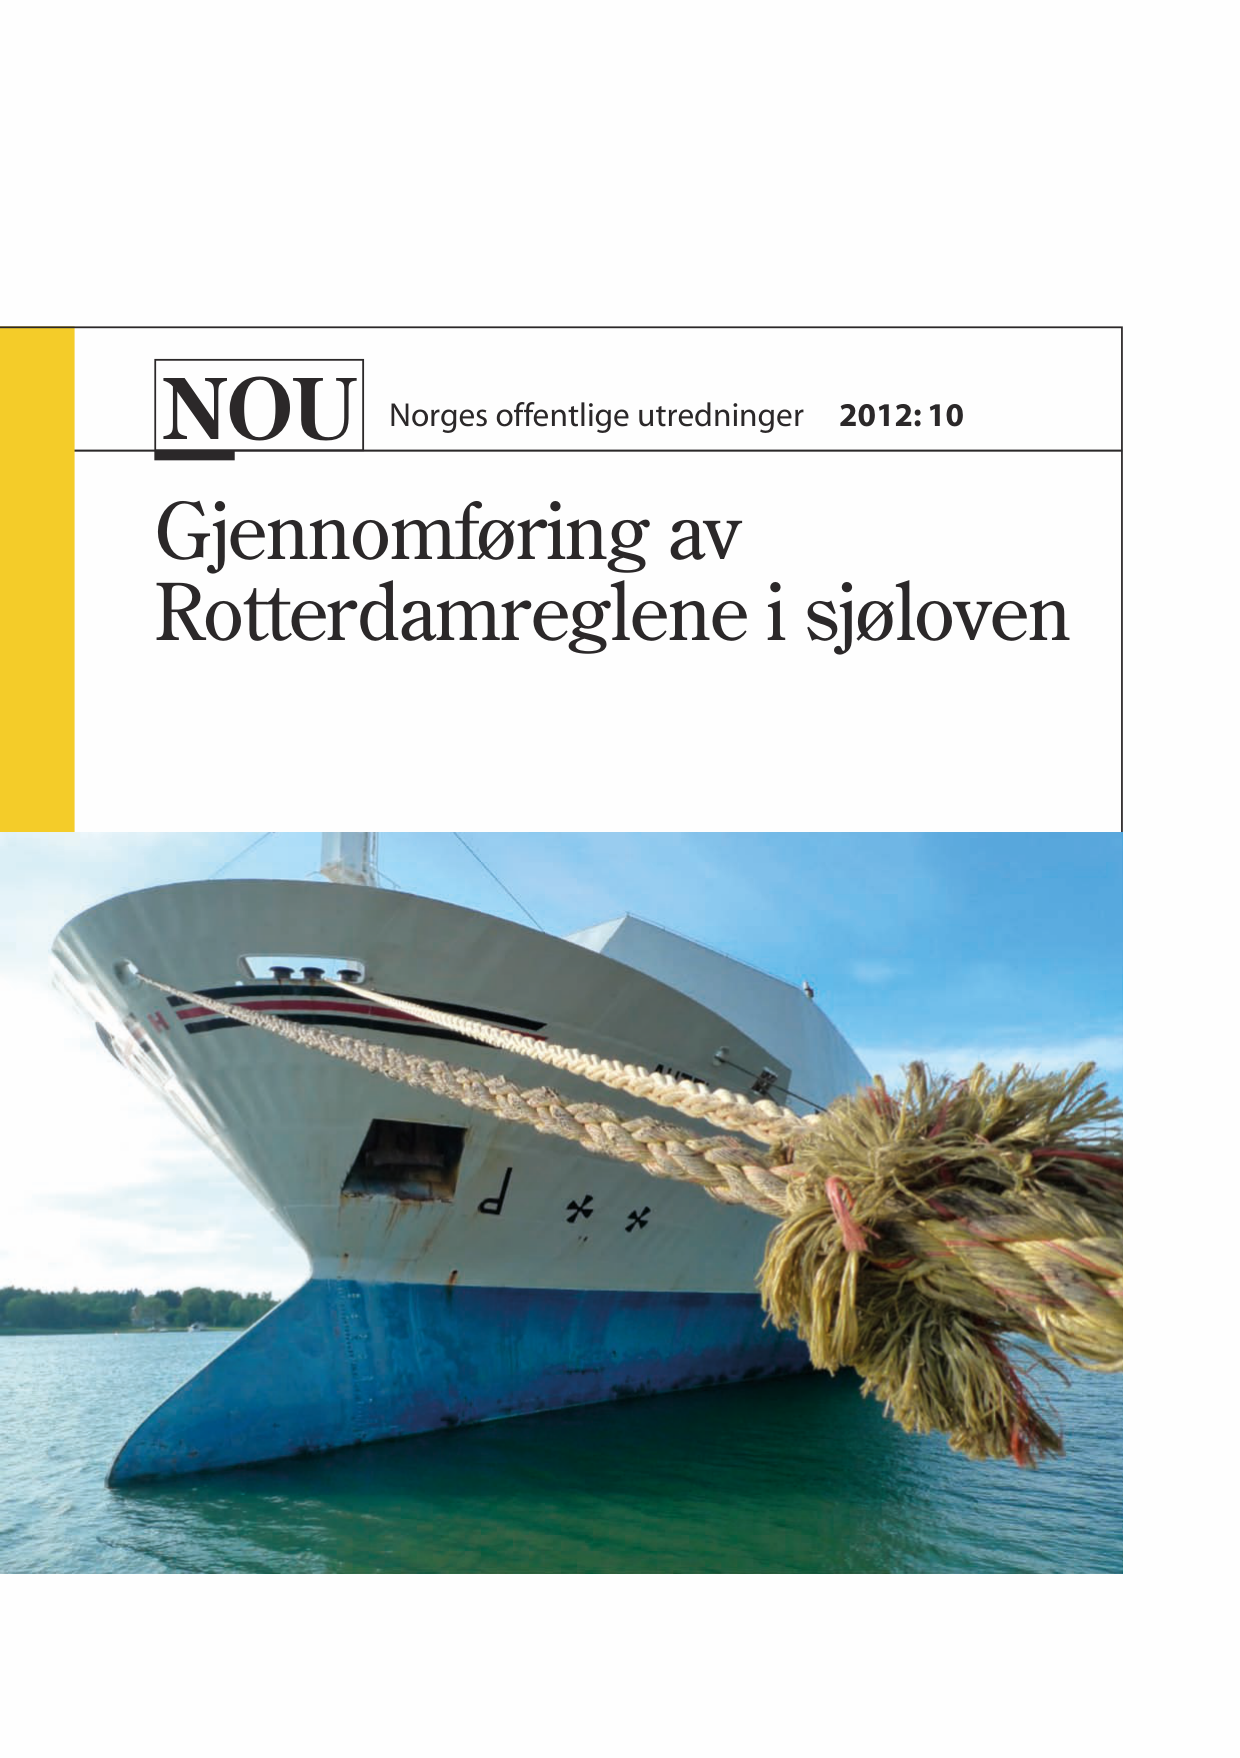 NOU
Norges offentlige utredninger 2012: 10
Gjennomføring av
Rotterdamreglene i sjøloven